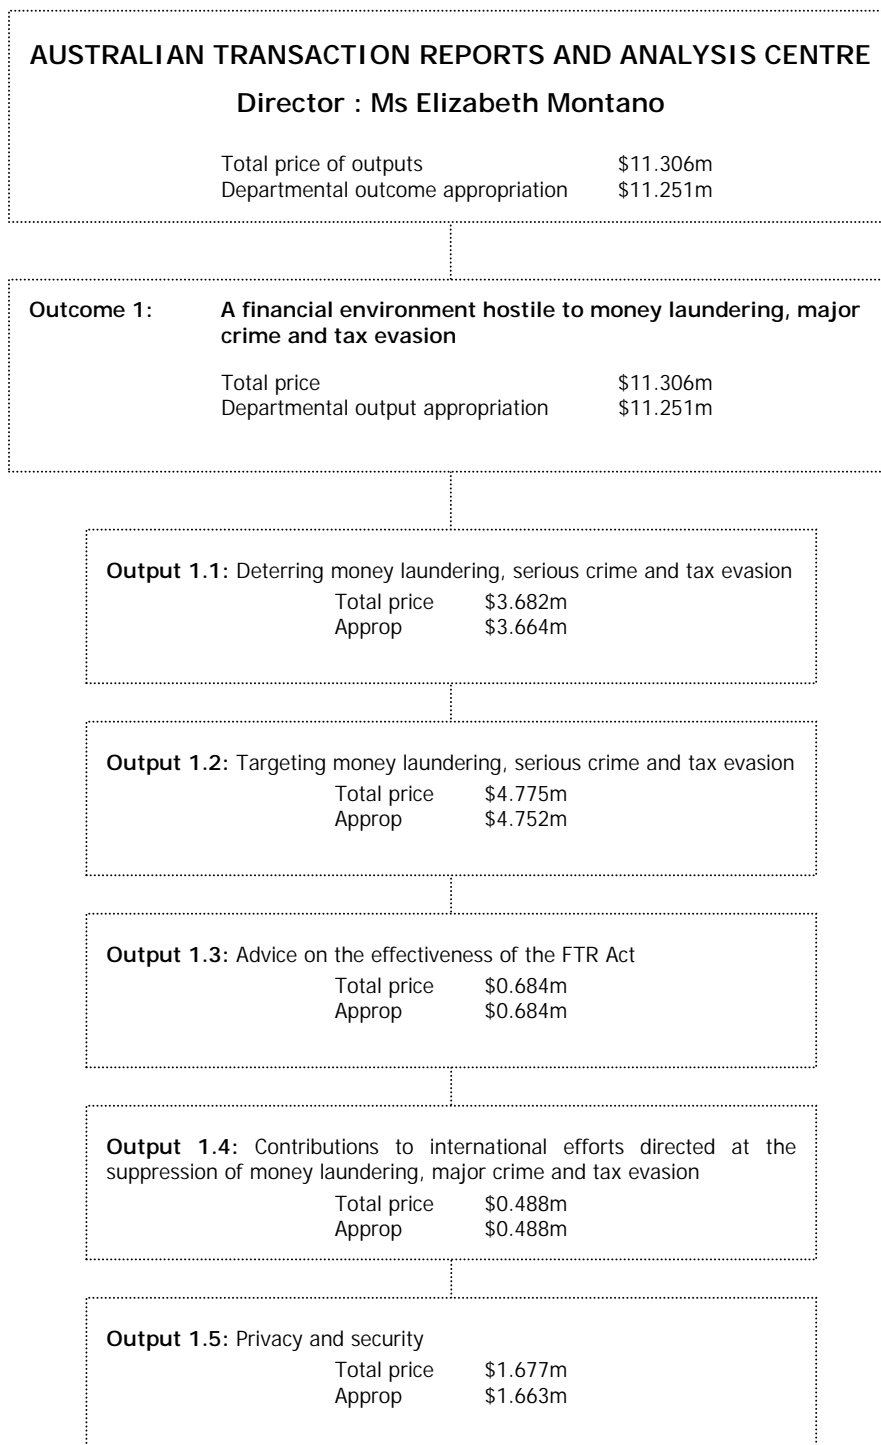 AUSTRALIAN TRANSACTION REPORTS AND ANALYSIS CENTRE
Director : Ms Elizabeth Montano
Total price of outputs $11.306m
Departmental outcome appropriation $11.251m
Outcome 1: A financial environment hostile to money laundering, major
crime and tax evasion
Total price $11.306m
Departmental output appropriation $11.251m
Output 1.1: Deterring money laundering, serious crime and tax evasion
Total price $3.682m
Approp $3.664m
Output 1.2: Targeting money laundering, serious crime and tax evasion
Total price $4.775m
Approp $4.752m
Output 1.3: Advice on the effectiveness of the FTR Act
Total price $0.684m
Approp $0.684m
Output 1.4: Contributions to international efforts directed at the
suppression of money laundering, major crime and tax evasion
Total price $0.488m
Approp $0.488m
Output 1.5: Privacy and security
Total price $1.677m
Approp $1.663m